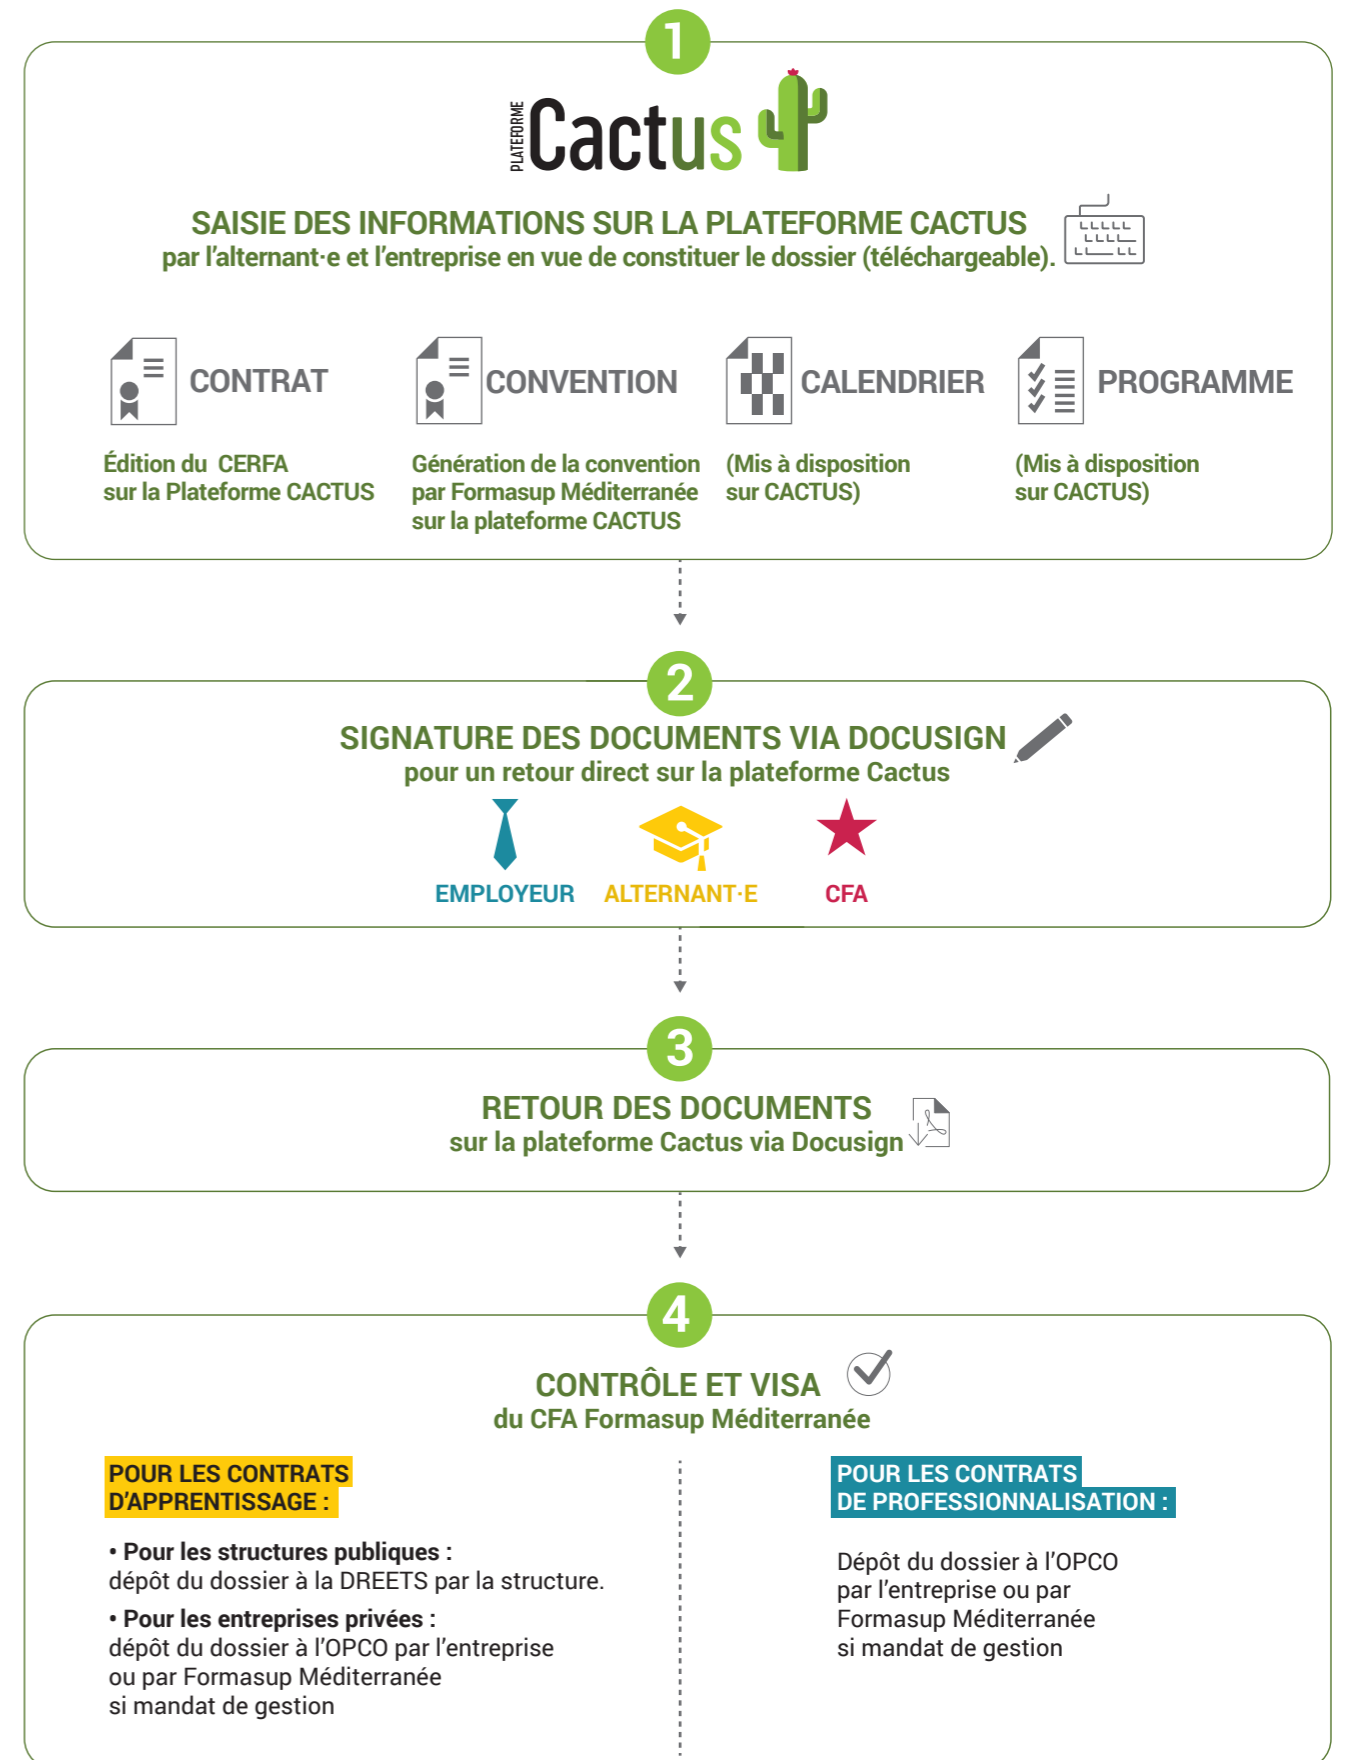 1
PLATEFORME
Cactus
SAISIE DES INFORMATIONS SUR LA PLATEFORME CACTUS
par l'alternant·e et l'entreprise en vue de constituer le dossier (téléchargeable).
CONTRAT
Édition du CERFA
sur la Plateforme CACTUS
CONVENTION
Génération de la convention
par Formasup Méditerranée
sur la plateforme CACTUS
CALENDRIER
(Mis à disposition
sur CACTUS)
PROGRAMME
(Mis à disposition
sur CACTUS)
2
SIGNATURE DES DOCUMENTS VIA DOCUSIGN
pour un retour direct sur la plateforme Cactus
EMPLOYEUR
ALTERNANT·E
CFA
3
RETOUR DES DOCUMENTS
sur la plateforme Cactus via Docusign
4
CONTRÔLE ET VISA
du CFA Formasup Méditerranée
POUR LES CONTRATS
D'APPRENTISSAGE :
• Pour les structures publiques :
dépôt du dossier à la DREETS par la structure.
• Pour les entreprises privées :
dépôt du dossier à l'OPCO par l'entreprise
ou par Formasup Méditerranée
si mandat de gestion
POUR LES CONTRATS
DE PROFESSIONNALISATION :
Dépôt du dossier à l'OPCO
par l'entreprise ou par
Formasup Méditerranée
si mandat de gestion